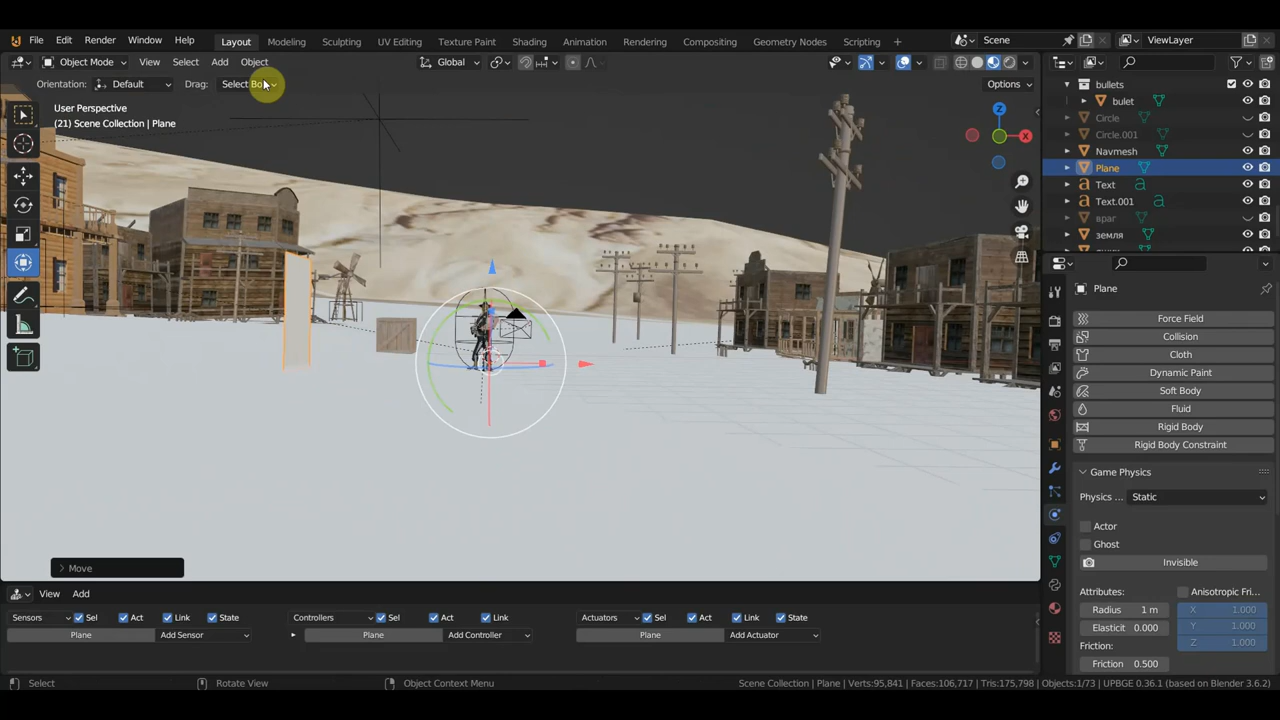 File Edit Render Window Help Layout Modeling Sculpting UV Editing Texture Paint Shading Animation Rendering Compositing Geometry Nodes Scripting + Scene ViewLayer
Object Mode View Select Add Object Global
Orientation: Default Drag: Select Options
User Perspective
(21) Scene Collection | Plane
Z
X
bullets
bulet
Circle
Circle.001
Navmesh
Plane
Text
Text.001
враг
земля
Plane
Force Field
Collision
Cloth
Dynamic Paint
Soft Body
Fluid
Rigid Body
Rigid Body Constraint
Game Physics
Physics ... Static
Actor
Ghost
Invisible
Attributes: Anisotropic Fri...
Radius 1 m X 1.000
Elasticit 0.000 Y 1.000
Friction: Z 1.000
Friction 0.500
Move
View Add
Sensors Sel Act Link State Controllers Sel Act Link Actuators Sel Act Link State
Plane Add Sensor Plane Add Controller Plane Add Actuator
Select Rotate View Object Context Menu Scene Collection | Plane | Verts:95,841 | Faces:106,717 | Tris:175,798 | Objects:1/73 | UPBGE 0.36.1 (based on Blender 3.6.2)